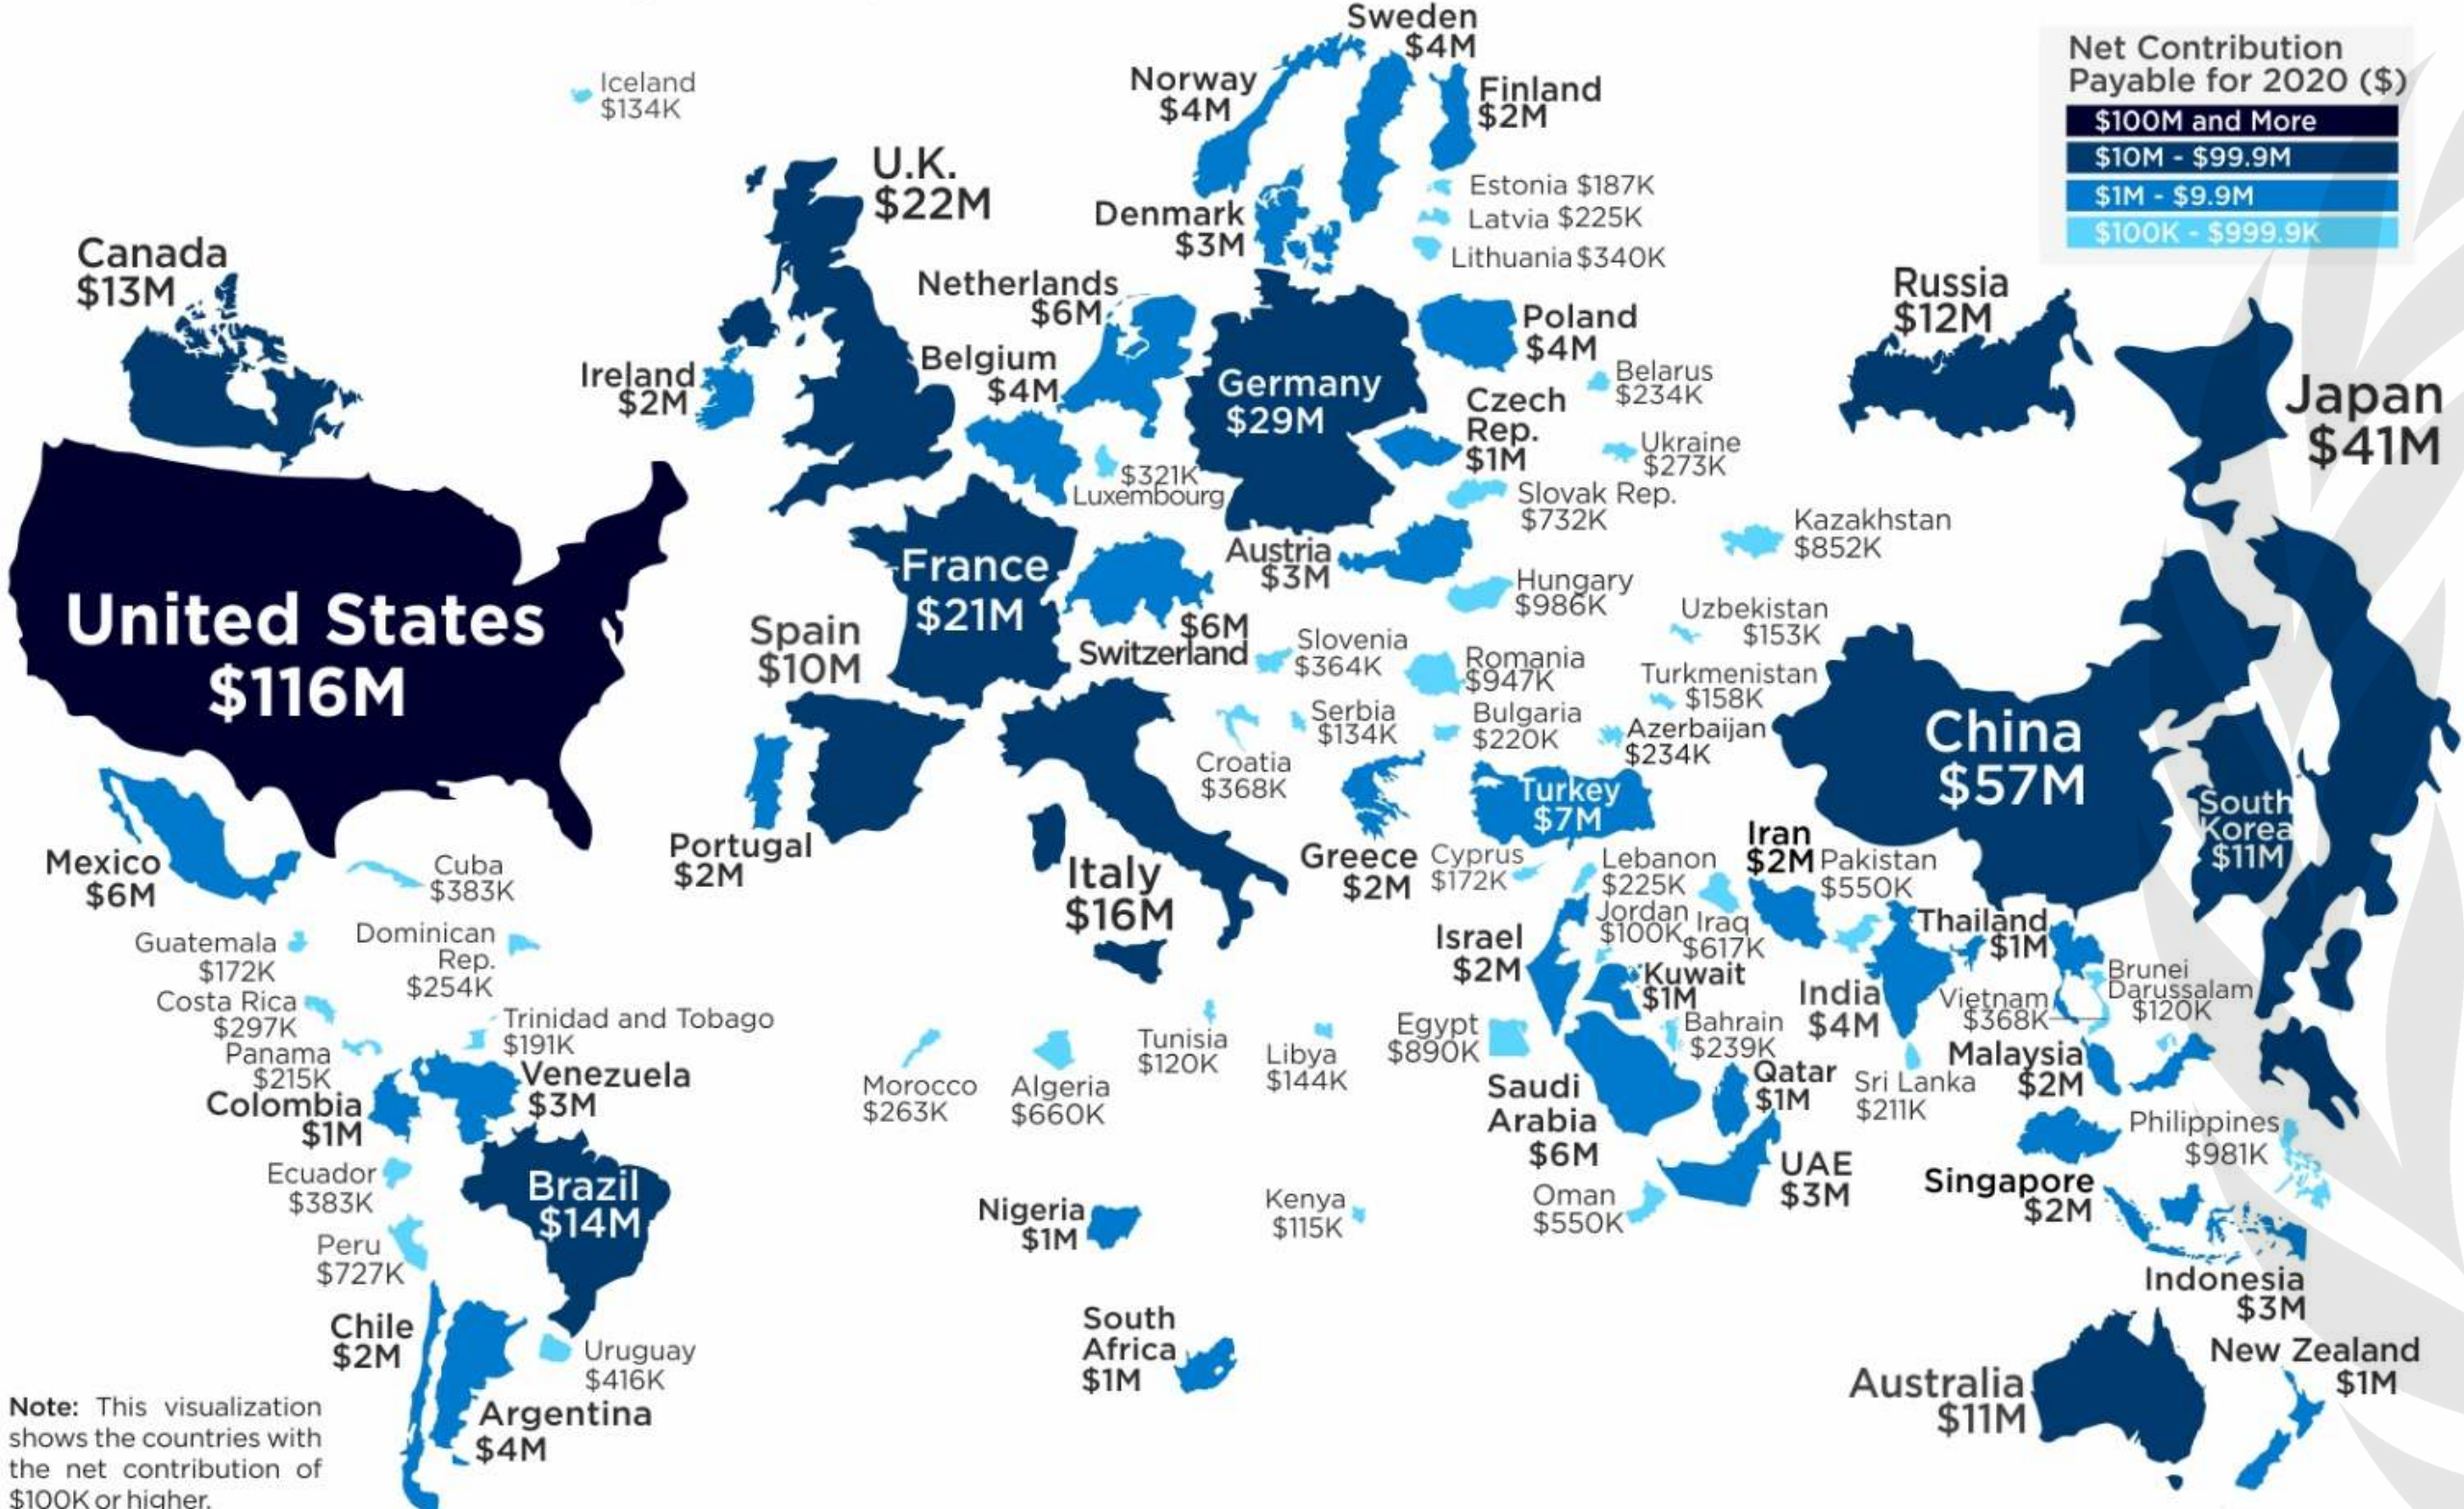 Sweden
$4M
Norway
$4M
Finland
$2M
Iceland
$134K
Net Contribution
Payable for 2020 ($)
$100M and More
$10M - $99.9M
$1M - $9.9M
$100K - $999.9K
U.K.
$22M
Estonia $187K
Latvia $225K
Lithuania $340K
Denmark
$3M
Canada
$13M
Netherlands
$6M
Russia
$12M
Poland
$4M
Ireland
$2M
Belgium
$4M
Germany
$29M
Belarus
$234K
Czech
Rep.
$1M
Japan
$41M
Ukraine
$273K
$321K
Luxembourg
Slovak Rep.
$732K
Kazakhstan
$852K
France
$21M
Austria
$3M
Hungary
$986K
United States
$116M
Spain
$10M
$6M
Switzerland
Slovenia
$364K
Romania
$947K
Uzbekistan
$153K
Turkmenistan
$158K
Serbia
$134K
Bulgaria
$220K
Azerbaijan
$234K
China
$57M
Croatia
$368K
Turkey
$7M
South
Korea
$11M
Mexico
$6M
Cuba
$383K
Portugal
$2M
Italy
$16M
Greece
$2M
Cyprus
$172K
Lebanon
$225K
Iran
$2M
Pakistan
$550K
Guatemala
$172K
Dominican
Rep.
$254K
Israel
$2M
Jordan
$100K
Iraq
$617K
Thailand
$1M
Costa Rica
$297K
Trinidad and Tobago
$191K
Kuwait
$1M
India
$4M
Vietnam
$368K
Brunei
Darussalam
$120K
Panama
$215K
Venezuela
$3M
Morocco
$263K
Algeria
$660K
Tunisia
$120K
Libya
$144K
Egypt
$890K
Bahrain
$239K
Saudi
Arabia
$6M
Qatar
$1M
Sri Lanka
$211K
Malaysia
$2M
Colombia
$1M
Philippines
$981K
Ecuador
$383K
Brazil
$14M
UAE
$3M
Singapore
$2M
Nigeria
$1M
Kenya
$115K
Oman
$550K
Peru
$727K
Indonesia
$3M
Chile
$2M
Uruguay
$416K
South
Africa
$1M
New Zealand
$1M
Australia
$11M
Argentina
$4M
Note: This visualization
shows the countries with
the net contribution of
$100K or higher.